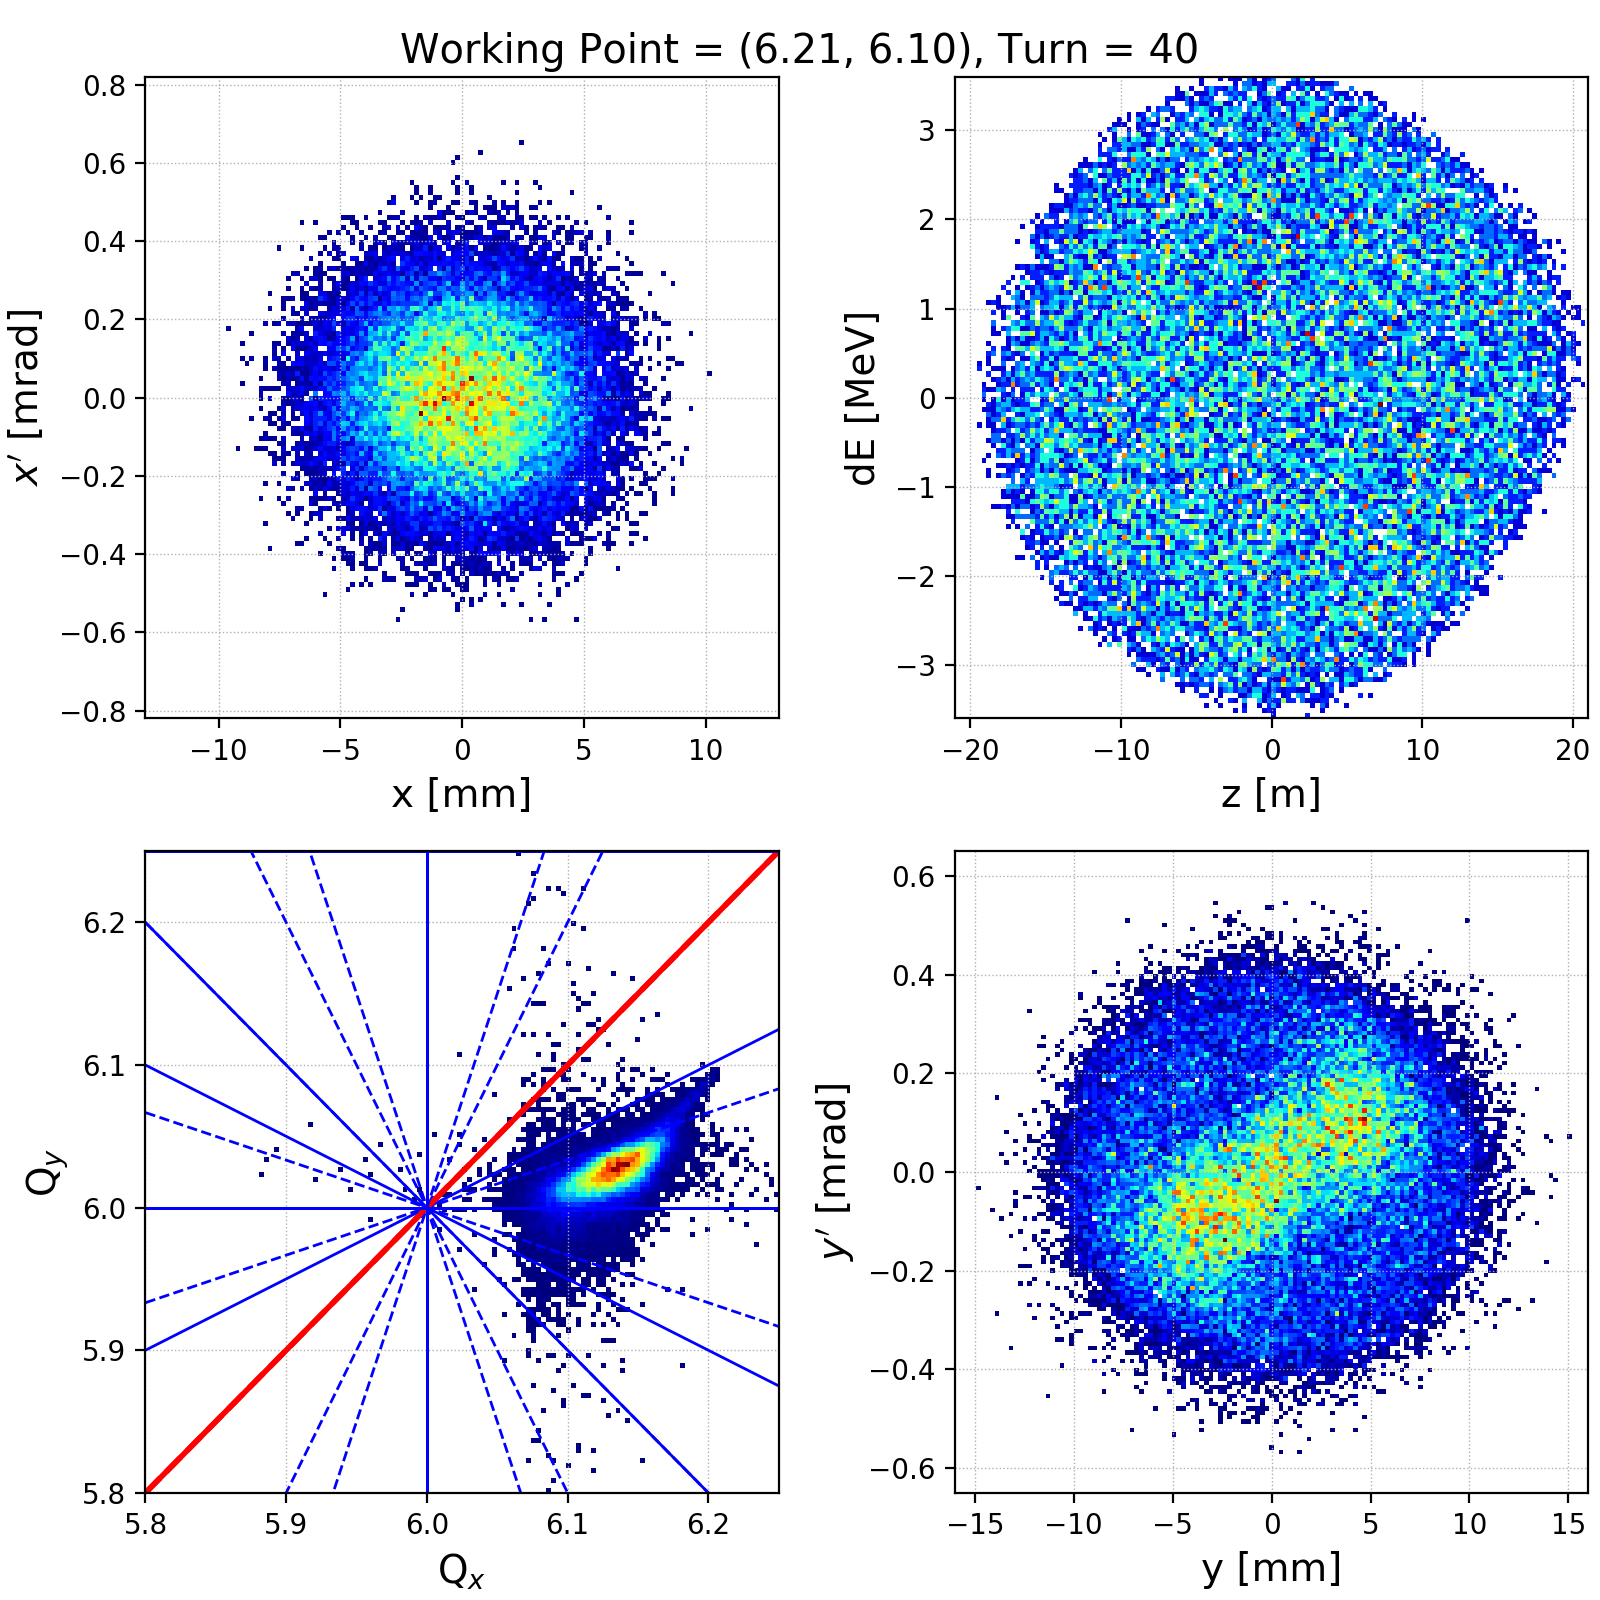 Working Point = (6.21, 6.10), Turn = 40
0.8
0.6
0.4
0.2
0.0
−0.2
−0.4
−0.6
−0.8
x′ [mrad]
−10 −5 0 5 10
x [mm]
3
2
1
0
−1
−2
−3
dE [MeV]
−20 −10 0 10 20
z [m]
6.2
6.1
6.0
5.9
5.8
Qy
5.8 5.9 6.0 6.1 6.2
Qx
0.6
0.4
0.2
0.0
−0.2
−0.4
−0.6
y′ [mrad]
−15 −10 −5 0 5 10 15
y [mm]